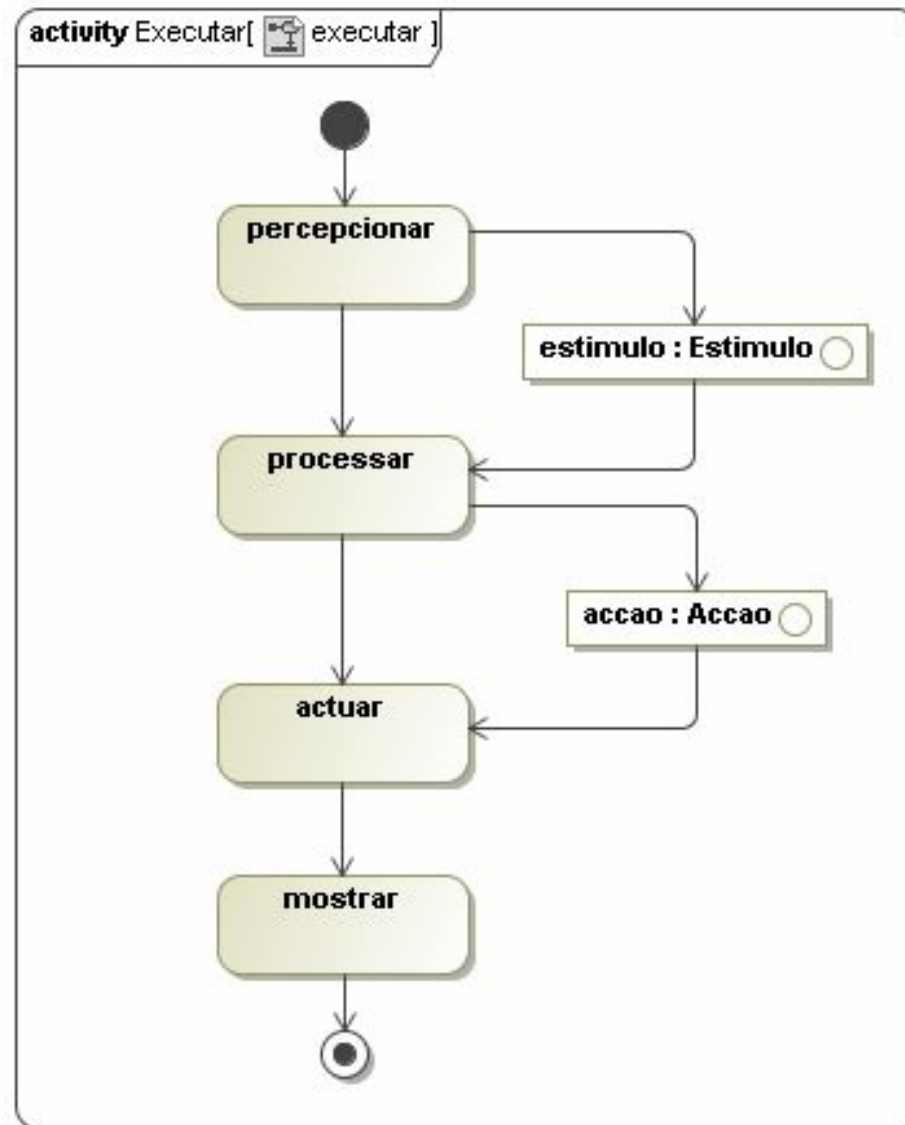 activity Executar[ executar ]
percepcionar
estimulo : Estimulo
processar
accao : Accao
actuar
mostrar